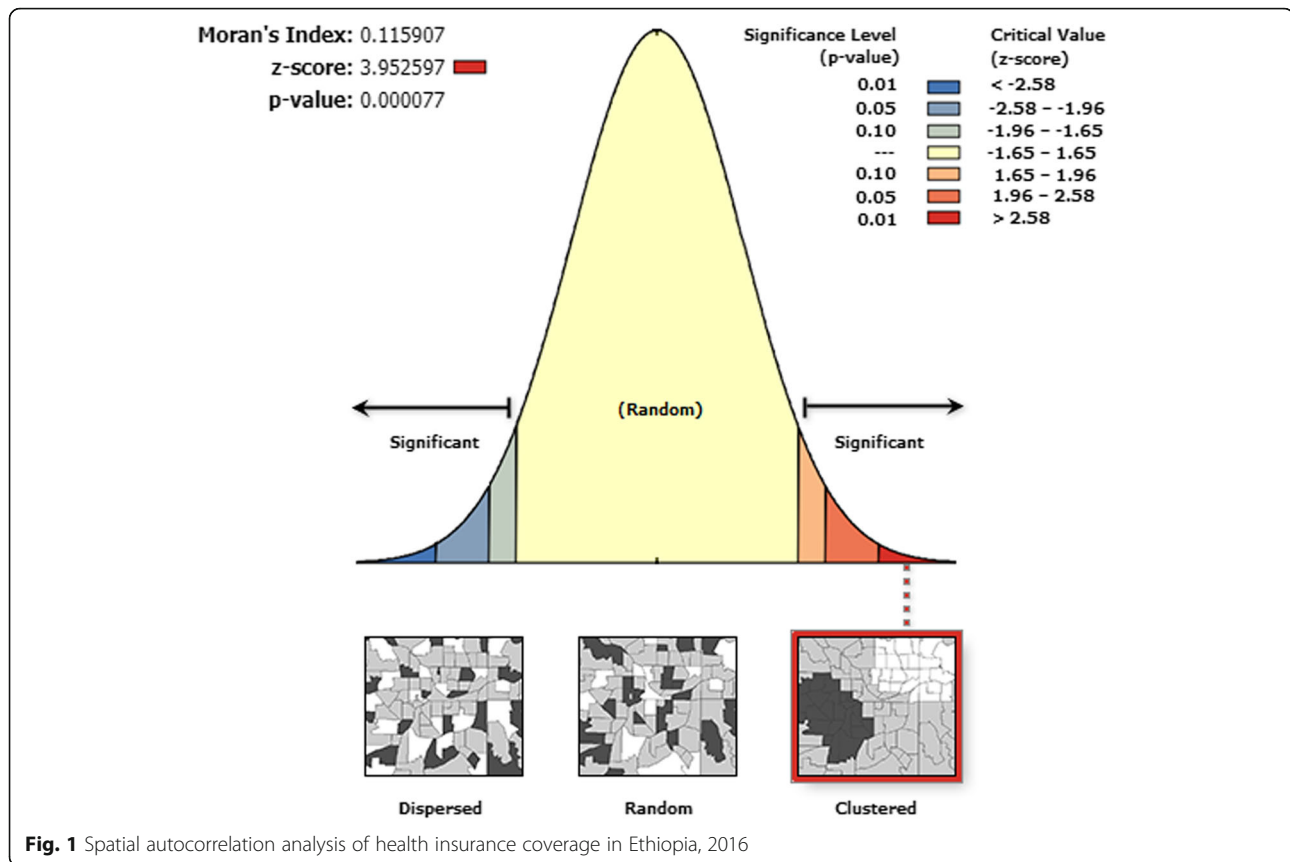 Moran's Index: 0.115907
z-score: 3.952597
p-value: 0.000077
Significance Level
(p-value)
Critical Value
(z-score)
0.01 < -2.58
0.05 -2.58 – -1.96
0.10 -1.96 – -1.65
--- -1.65 – 1.65
0.10 1.65 – 1.96
0.05 1.96 – 2.58
0.01 > 2.58
Significant
(Random)
Significant
Dispersed
Random
Clustered
Fig. 1 Spatial autocorrelation analysis of health insurance coverage in Ethiopia, 2016